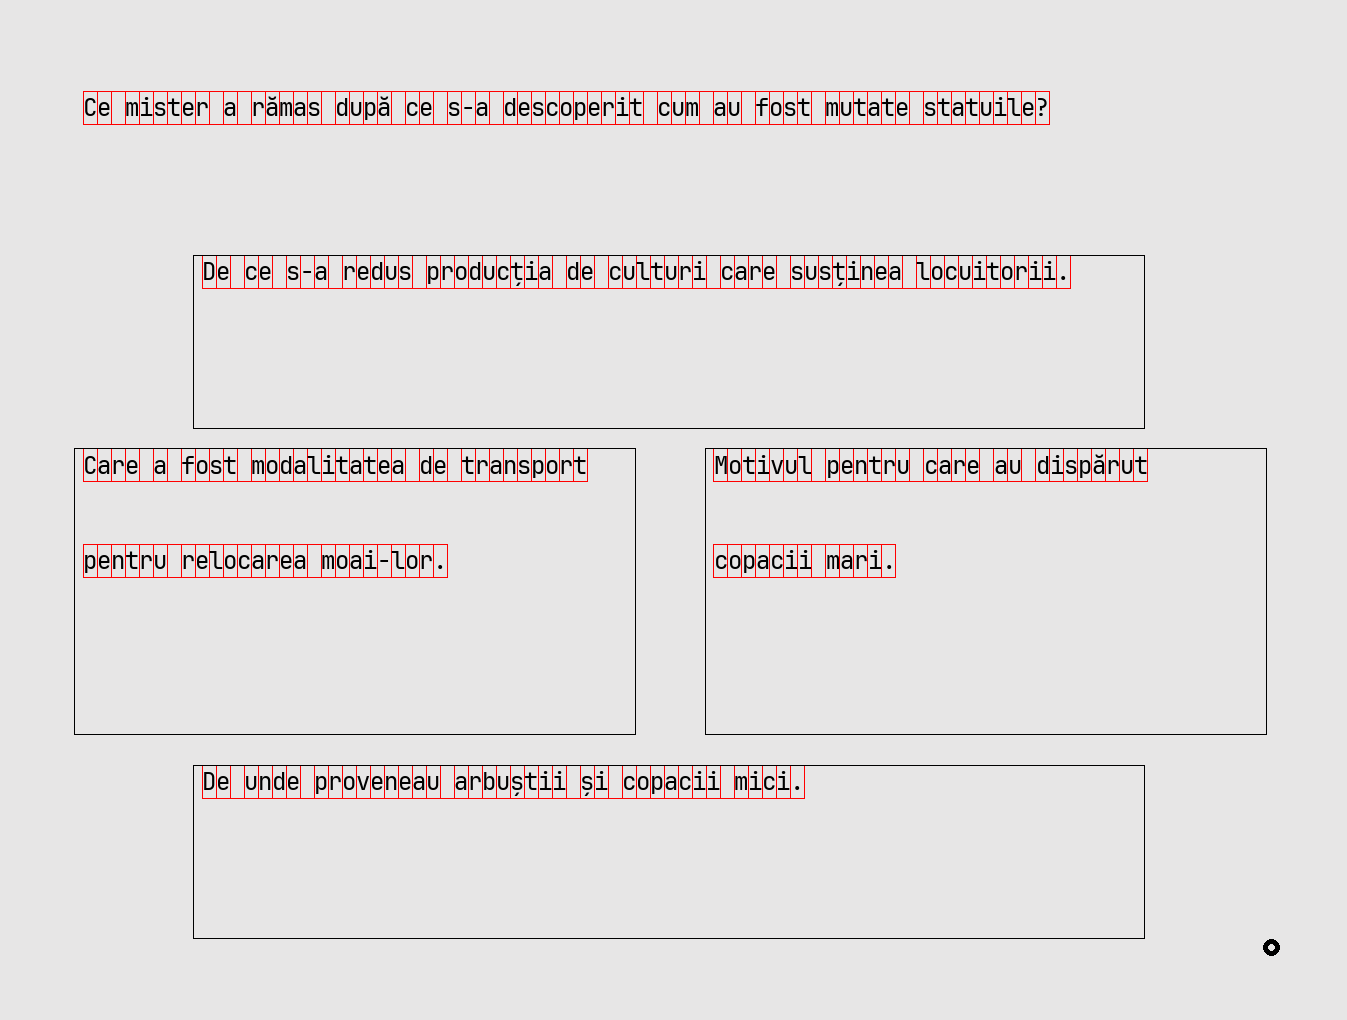 Ce mister a rămas după ce s-a descoperit cum au fost mutate statuile?
De ce s-a redus producția de culturi care susținea locuitorii.
Care a fost modalitatea de transport
pentru relocarea moai-lor.
Motivul pentru care au dispărut
copacii mari.
De unde proveneau arbuștii și copacii mici.